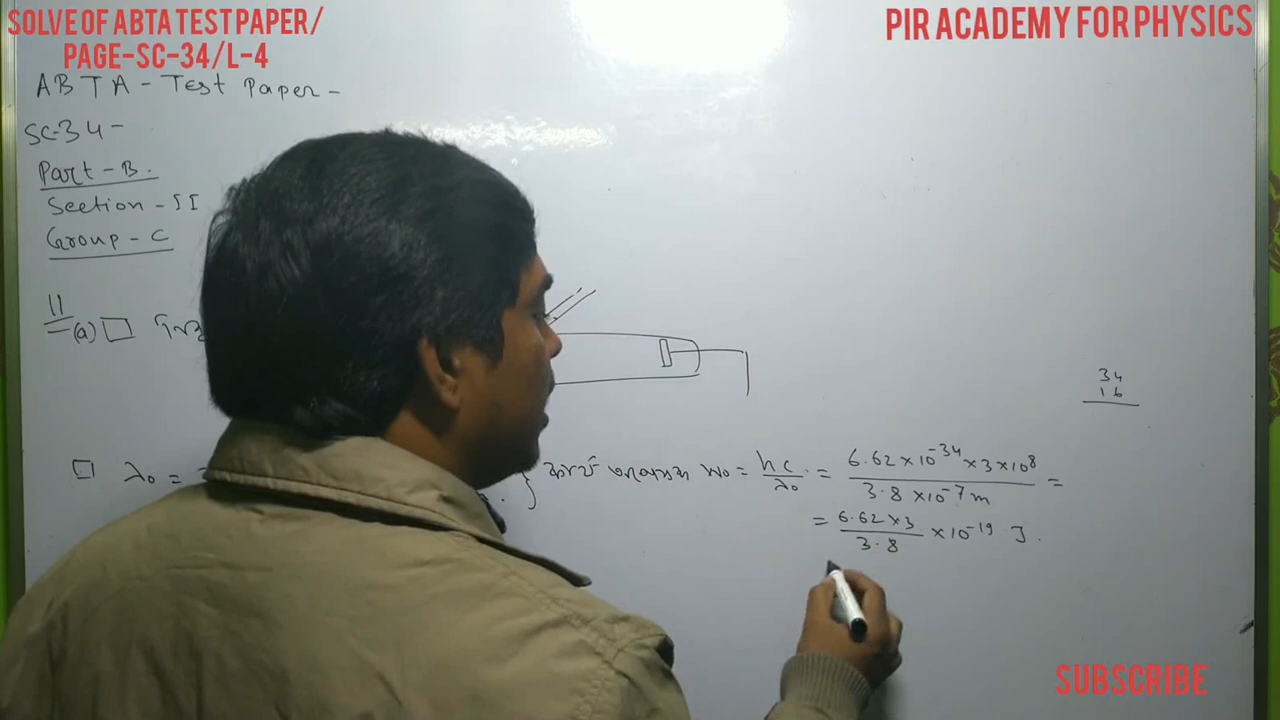 SOLVE OF ABTA TEST PAPER/
PAGE-SC-34/L-4
PIR ACADEMY FOR PHYSICS
ABTA - Test Paper -
SC-34 -
Part - B.
Section - II
Group - C
11
(a)
34
16
λ₀ =
} কার্য অপেক্ষক W₀ = hc/λ₀ = 6.62 × 10⁻³⁴ × 3 × 10⁸ / 3.8 × 10⁻⁷ m =
= 6.62 × 3 / 3.8 × 10⁻¹⁹ J.
SUBSCRIBE